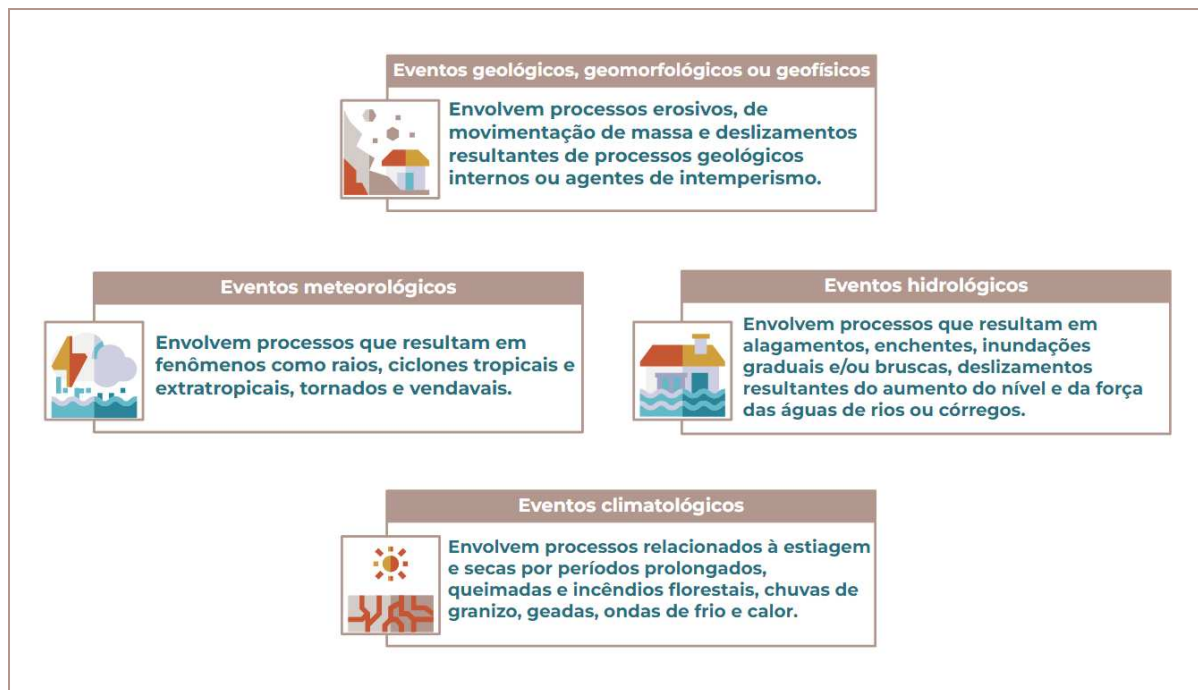 Eventos geológicos, geomorfológicos ou geofísicos
Envolvem processos erosivos, de
movimentação de massa e deslizamentos
resultantes de processos geológicos
internos ou agentes de intemperismo.
Eventos meteorológicos
Envolvem processos que resultam em
fenômenos como raios, ciclones tropicais e
extratropicais, tornados e vendavais.
Eventos hidrológicos
Envolvem processos que resultam em
alagamentos, enchentes, inundações
graduais e/ou bruscas, deslizamentos
resultantes do aumento do nível e da força
das águas de rios ou córregos.
Eventos climatológicos
Envolvem processos relacionados à estiagem
e secas por períodos prolongados,
queimadas e incêndios florestais, chuvas de
granizo, geadas, ondas de frio e calor.